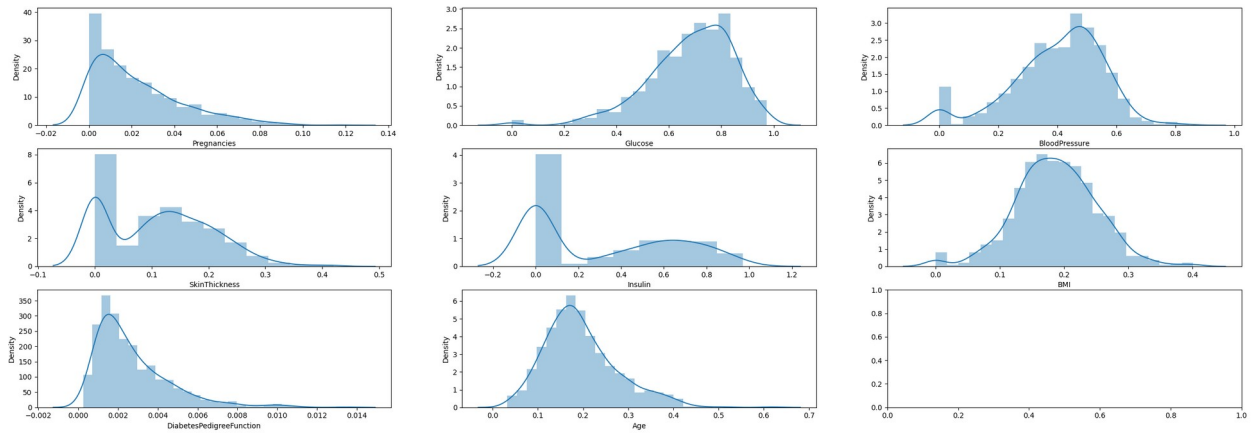 40
30
20
10
0
Density
−0.02 0.00 0.02 0.04 0.06 0.08 0.10 0.12 0.14
Pregnancies
3.0
2.5
2.0
1.5
1.0
0.5
0.0
Density
0.0 0.2 0.4 0.6 0.8 1.0
Glucose
3.0
2.5
2.0
1.5
1.0
0.5
0.0
Density
0.0 0.2 0.4 0.6 0.8 1.0
BloodPressure
8
6
4
2
0
Density
−0.1 0.0 0.1 0.2 0.3 0.4 0.5
SkinThickness
4
3
2
1
0
Density
−0.2 0.0 0.2 0.4 0.6 0.8 1.0 1.2
Insulin
6
5
4
3
2
1
0
Density
0.0 0.1 0.2 0.3 0.4
BMI
350
300
250
200
150
100
50
0
Density
−0.002 0.000 0.002 0.004 0.006 0.008 0.010 0.012 0.014
DiabetesPedigreeFunction
6
5
4
3
2
1
0
Density
0.0 0.1 0.2 0.3 0.4 0.5 0.6 0.7
Age
1.0
0.8
0.6
0.4
0.2
0.0
0.0 0.2 0.4 0.6 0.8 1.0